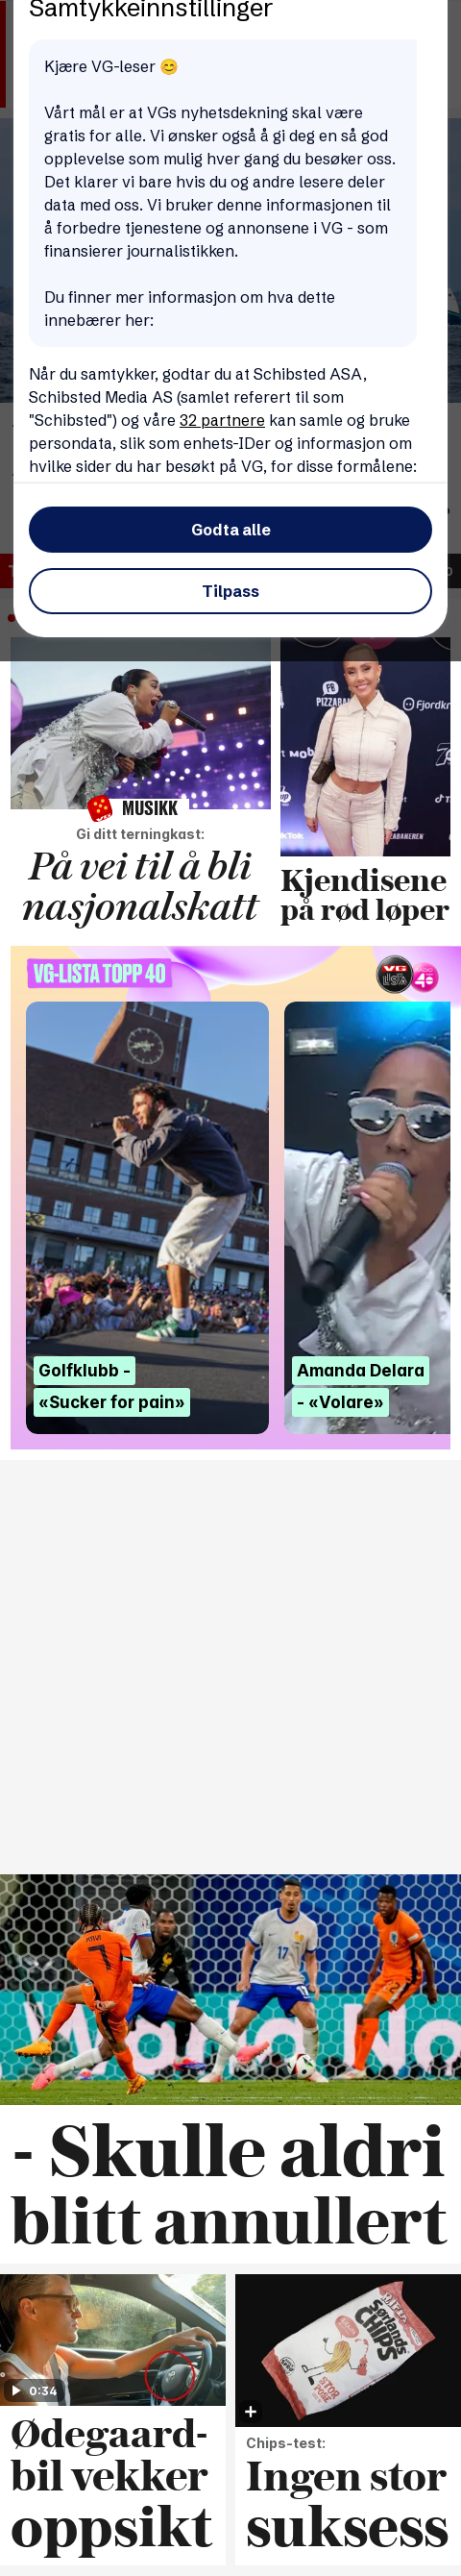 Samtykkeinnstillinger
Kjære VG-leser 😊
Vårt mål er at VGs nyhetsdekning skal være
gratis for alle. Vi ønsker også å gi deg en så god
opplevelse som mulig hver gang du besøker oss.
Det klarer vi bare hvis du og andre lesere deler
data med oss. Vi bruker denne informasjonen til
å forbedre tjenestene og annonsene i VG - som
finansierer journalistikken.
Du finner mer informasjon om hva dette
innebærer her:
Når du samtykker, godtar du at Schibsted ASA,
Schibsted Media AS (samlet referert til som
"Schibsted") og våre 32 partnere kan samle og bruke
persondata, slik som enhets-IDer og informasjon om
hvilke sider du har besøkt på VG, for disse formålene:
Godta alle
Tilpass
MUSIKK
Gi ditt terningkast:
På vei til å bli
nasjonalskatt
Kjendisene
på rød løper
VG-LISTA TOPP 40
Golfklubb -
«Sucker for pain»
Amanda Delara
- «Volare»
XAVI
7
17
22
- Skulle aldri
blitt annullert
0:34
Ødegaard-
bil vekker
oppsikt
Sørlands
CHIPS
Chips-test:
Ingen stor
suksess